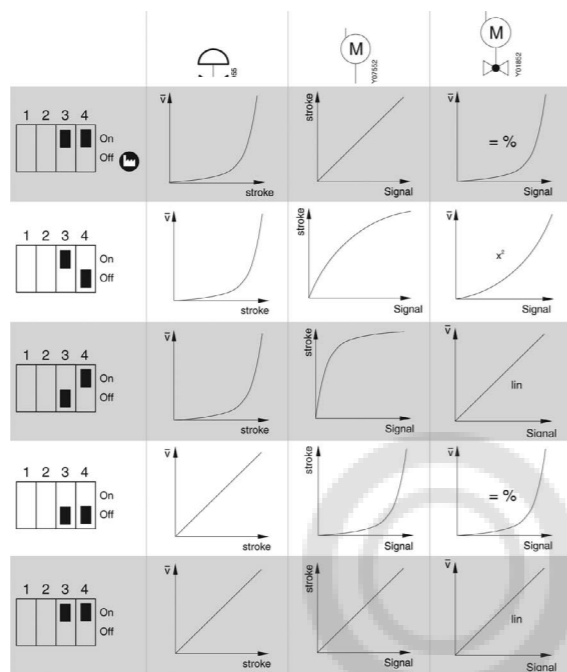 M
M
Y07552
Y01852
1 2 3 4
On
Off
v̄
stroke
stroke
Signal
v̄
= %
Signal
1 2 3 4
On
Off
v̄
stroke
stroke
Signal
v̄
x²
Signal
1 2 3 4
On
Off
v̄
stroke
stroke
Signal
v̄
lin
Signal
1 2 3 4
On
Off
v̄
stroke
stroke
Signal
v̄
= %
Signal
1 2 3 4
On
Off
v̄
stroke
stroke
Signal
v̄
lin
Signal